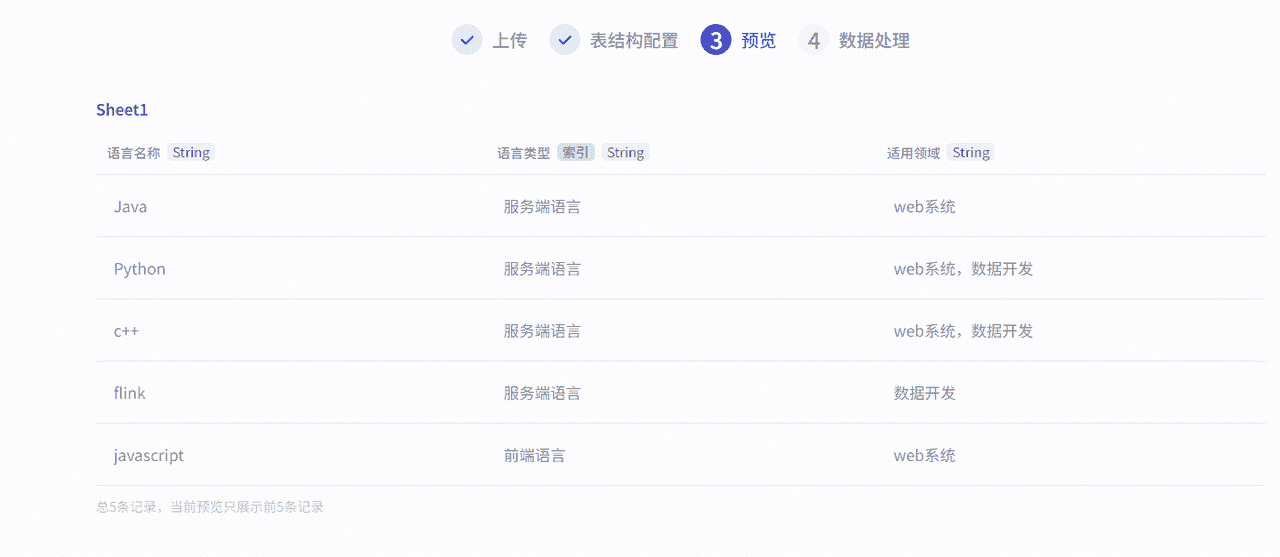 上传 表结构配置 3 预览 4 数据处理
Sheet1
语言名称 String 语言类型 索引 String 适用领域 String
Java 服务端语言 web系统
Python 服务端语言 web系统，数据开发
c++ 服务端语言 web系统，数据开发
flink 服务端语言 数据开发
javascript 前端语言 web系统
总5条记录，当前预览只展示前5条记录